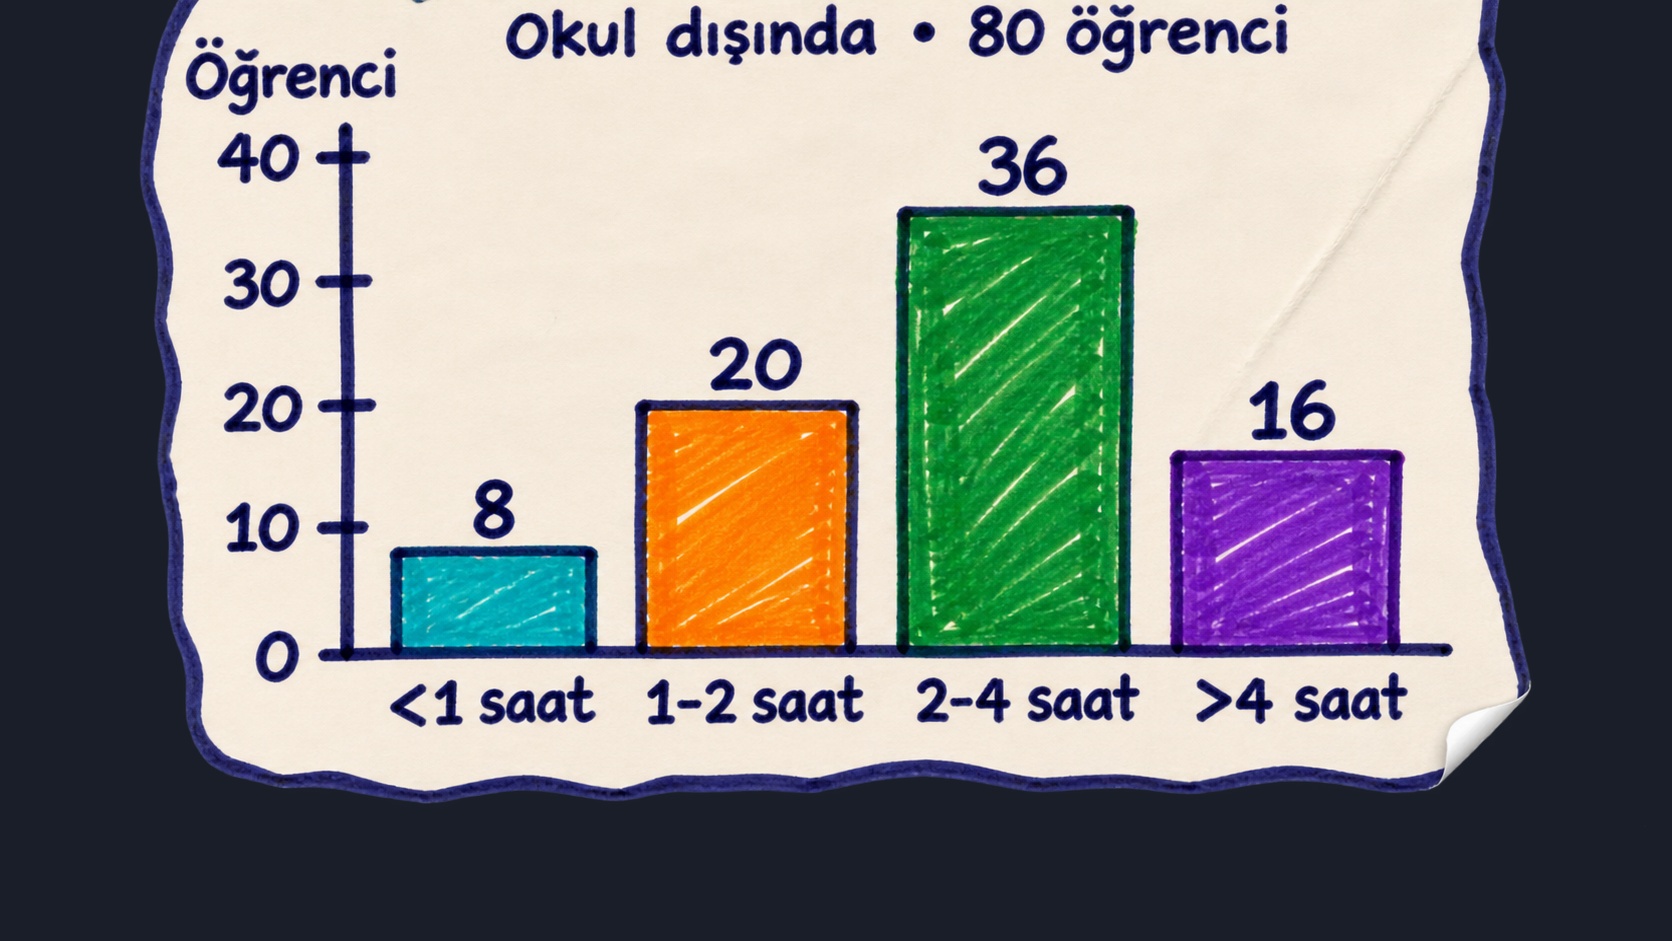 Okul dışında • 80 öğrenci
Öğrenci
40
30
20
10
0
8
20
36
16
<1 saat
1-2 saat
2-4 saat
>4 saat